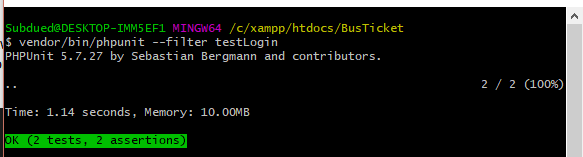 Subdued@DESKTOP-IMM5EF1 MINGW64 /c/xampp/htdocs/BusTicket
$ vendor/bin/phpunit --filter testLogin
PHPUnit 5.7.27 by Sebastian Bergmann and contributors.
.. 2 / 2 (100%)
Time: 1.14 seconds, Memory: 10.00MB
OK (2 tests, 2 assertions)